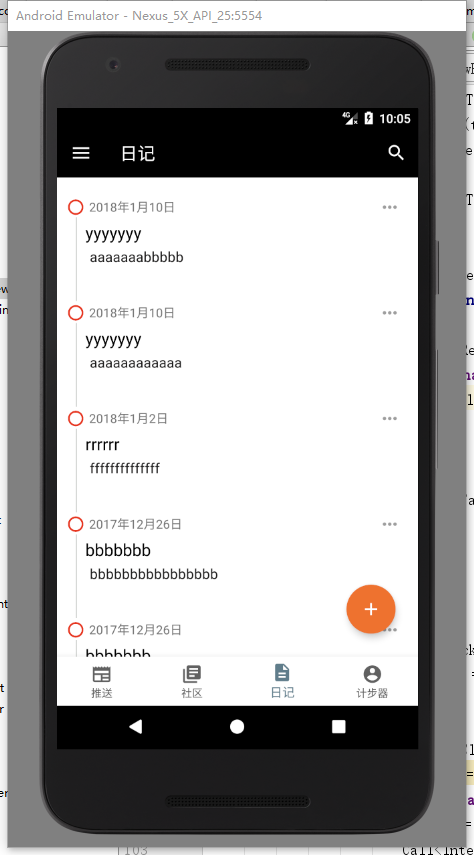 Android Emulator - Nexus_5X_API_25:5554
4G 10:05
日记
2018年1月10日
yyyyyyy
aaaaaaabbbbb
2018年1月10日
yyyyyyy
aaaaaaaaaaaa
2018年1月2日
rrrrrr
ffffffffffffff
2017年12月26日
bbbbbbb
bbbbbbbbbbbbbbbb
2017年12月26日
bbbbbbb
推送 社区 日记 计步器
103
Call<Inte